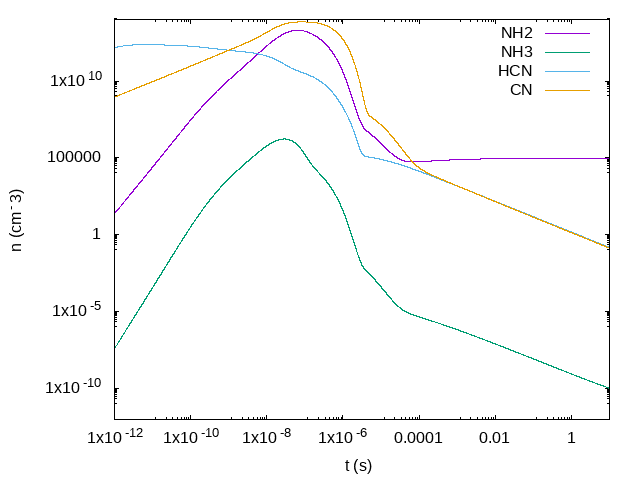 NH2
NH3
HCN
CN
1x10^10
100000
1
1x10^-5
1x10^-10
1x10^-12 1x10^-10 1x10^-8 1x10^-6 0.0001 0.01 1
t (s)
n (cm^-3)